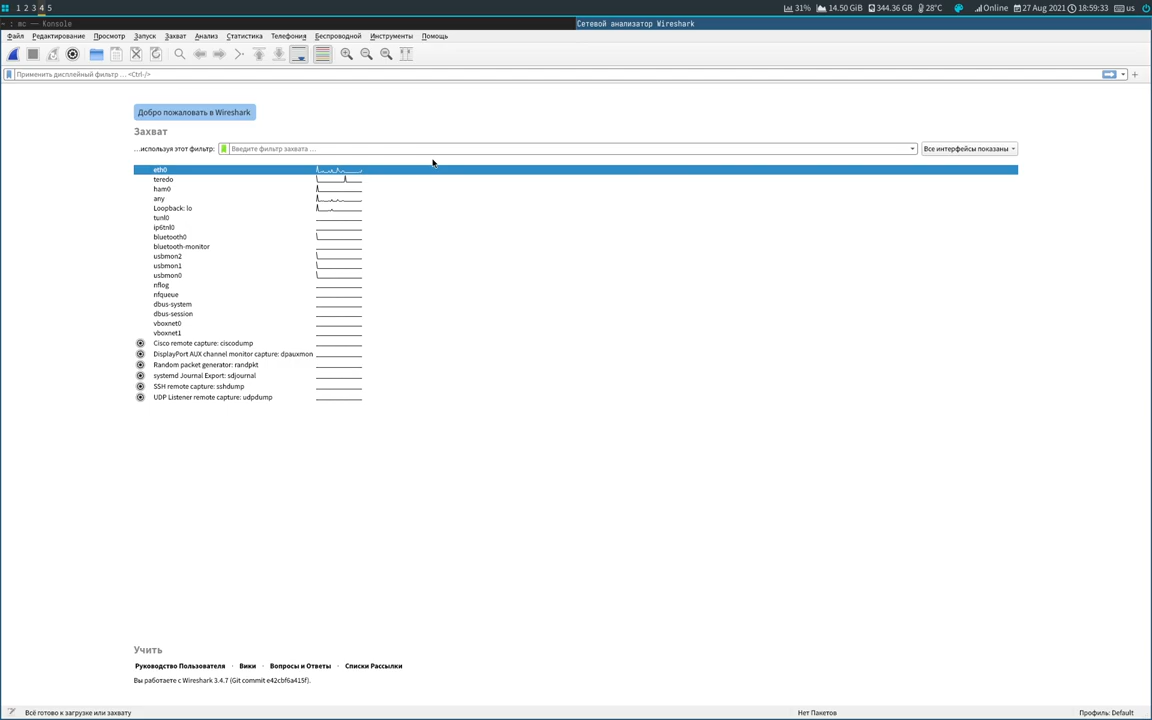 1 2 3 4 5 31% 14.50 GiB 344.36 GB 28°C Online 27 Aug 2021 18:59:33 us
~ : mc — Konsole Сетевой анализатор Wireshark
Файл Редактирование Просмотр Запуск Захват Анализ Статистика Телефония Беспроводной Инструменты Помощь
Применить дисплейный фильтр … <Ctrl-/>
Добро пожаловать в Wireshark
Захват
…используя этот фильтр: Введите фильтр захвата … Все интерфейсы показаны
eth0
teredo
ham0
any
Loopback: lo
tunl0
ip6tnl0
bluetooth0
bluetooth-monitor
usbmon2
usbmon1
usbmon0
nflog
nfqueue
dbus-system
dbus-session
vboxnet0
vboxnet1
Cisco remote capture: ciscodump
DisplayPort AUX channel monitor capture: dpauxmon
Random packet generator: randpkt
systemd Journal Export: sdjournal
SSH remote capture: sshdump
UDP Listener remote capture: udpdump
Учить
Руководство Пользователя · Вики · Вопросы и Ответы · Списки Рассылки
Вы работаете с Wireshark 3.4.7 (Git commit e42cbf6a415f).
Всё готово к загрузке или захвату Нет Пакетов Профиль: Default